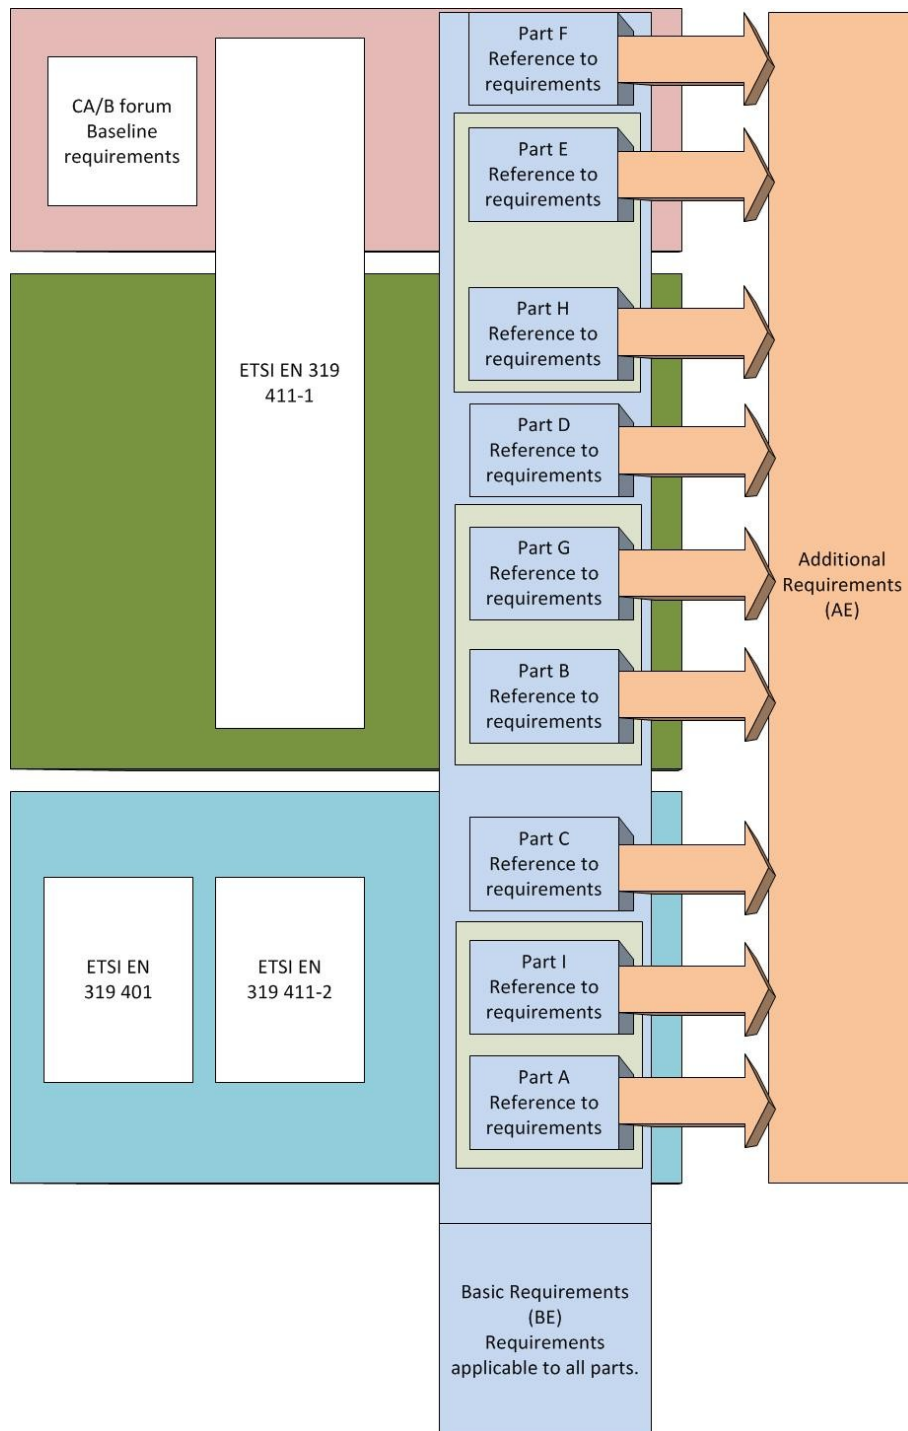 CA/B forum
Baseline
requirements
ETSI EN 319
411-1
ETSI EN
319 401
ETSI EN
319 411-2
Part F
Reference to
requirements
Part E
Reference to
requirements
Part H
Reference to
requirements
Part D
Reference to
requirements
Part G
Reference to
requirements
Part B
Reference to
requirements
Part C
Reference to
requirements
Part I
Reference to
requirements
Part A
Reference to
requirements
Basic Requirements
(BE)
Requirements
applicable to all parts.
Additional
Requirements
(AE)